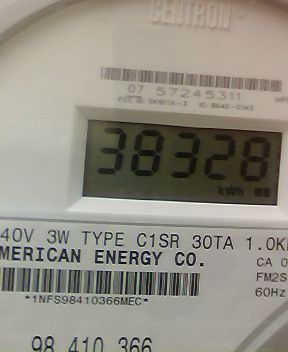 CENTRON®
07 57245311
38328
kWh
40V 3W TYPE C1SR 30TA 1.0K
MERICAN ENERGY CO.
CA 0
FM2S
60Hz
*1NFS98410366MEC*
98 410 366